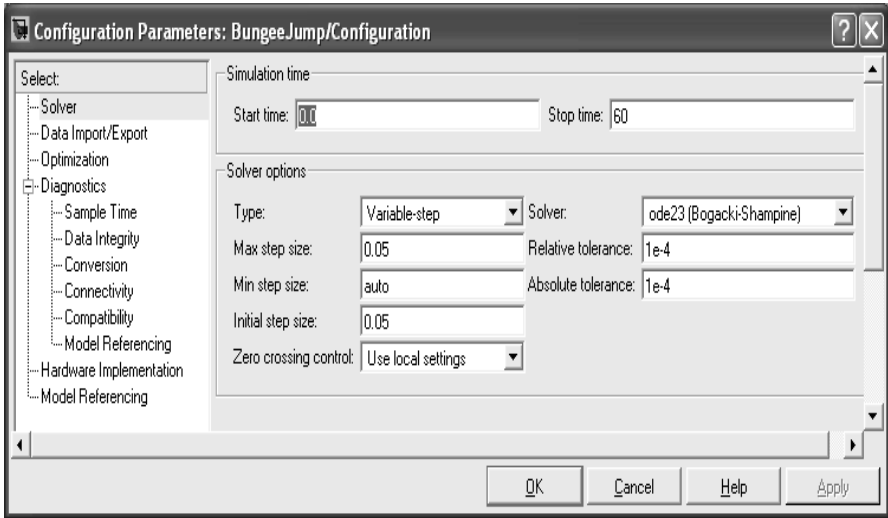 Configuration Parameters: BungeeJump/Configuration
Select:
Solver
Data Import/Export
Optimization
Diagnostics
Sample Time
Data Integrity
Conversion
Connectivity
Compatibility
Model Referencing
Hardware Implementation
Model Referencing
Simulation time
Start time: 0.0 Stop time: 60
Solver options
Type: Variable-step Solver: ode23 (Bogacki-Shampine)
Max step size: 0.05 Relative tolerance: 1e-4
Min step size: auto Absolute tolerance: 1e-4
Initial step size: 0.05
Zero crossing control: Use local settings
OK Cancel Help Apply